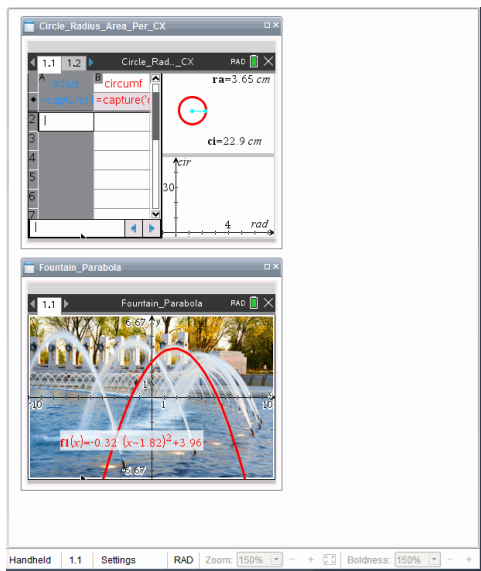 Circle_Radius_Area_Per_CX
1.1 1.2 Circle_Rad.._CX RAD
A radius B circumf
=capture('r =capture('c
2
3
4
5
6
7
ra=3.65 cm
ci=22.9 cm
cir
30
4 rad
Fountain_Parabola
1.1 Fountain_Parabola RAD
6.67 y
1
-10 1 10
f1(x)=-0.32·(x-1.82)²+3.96
-6.67
Handheld 1.1 Settings RAD Zoom: 150% - + Boldness: 150% - +